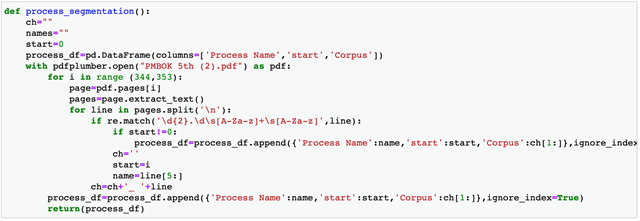 def process_segmentation():
    ch=""
    names=""
    start=0
    process_df=pd.DataFrame(columns=['Process Name','start','Corpus'])
    with pdfplumber.open("PMBOK 5th (2).pdf") as pdf:
        for i in range (344,353):
            page=pdf.pages[i]
            pages=page.extract_text()
            for line in pages.split('\n'):
                if re.match('\d{2}.\d\s[A-Za-z]+\s[A-Za-z]',line):
                    if start!=0:
                        process_df=process_df.append({'Process Name':name,'start':start,'Corpus':ch[1:]},ignore_index
                    ch=''
                    start=i
                    name=line[5:]
                ch=ch+'_ '+line
        process_df=process_df.append({'Process Name':name,'start':start,'Corpus':ch[1:]},ignore_index=True)
        return(process_df)